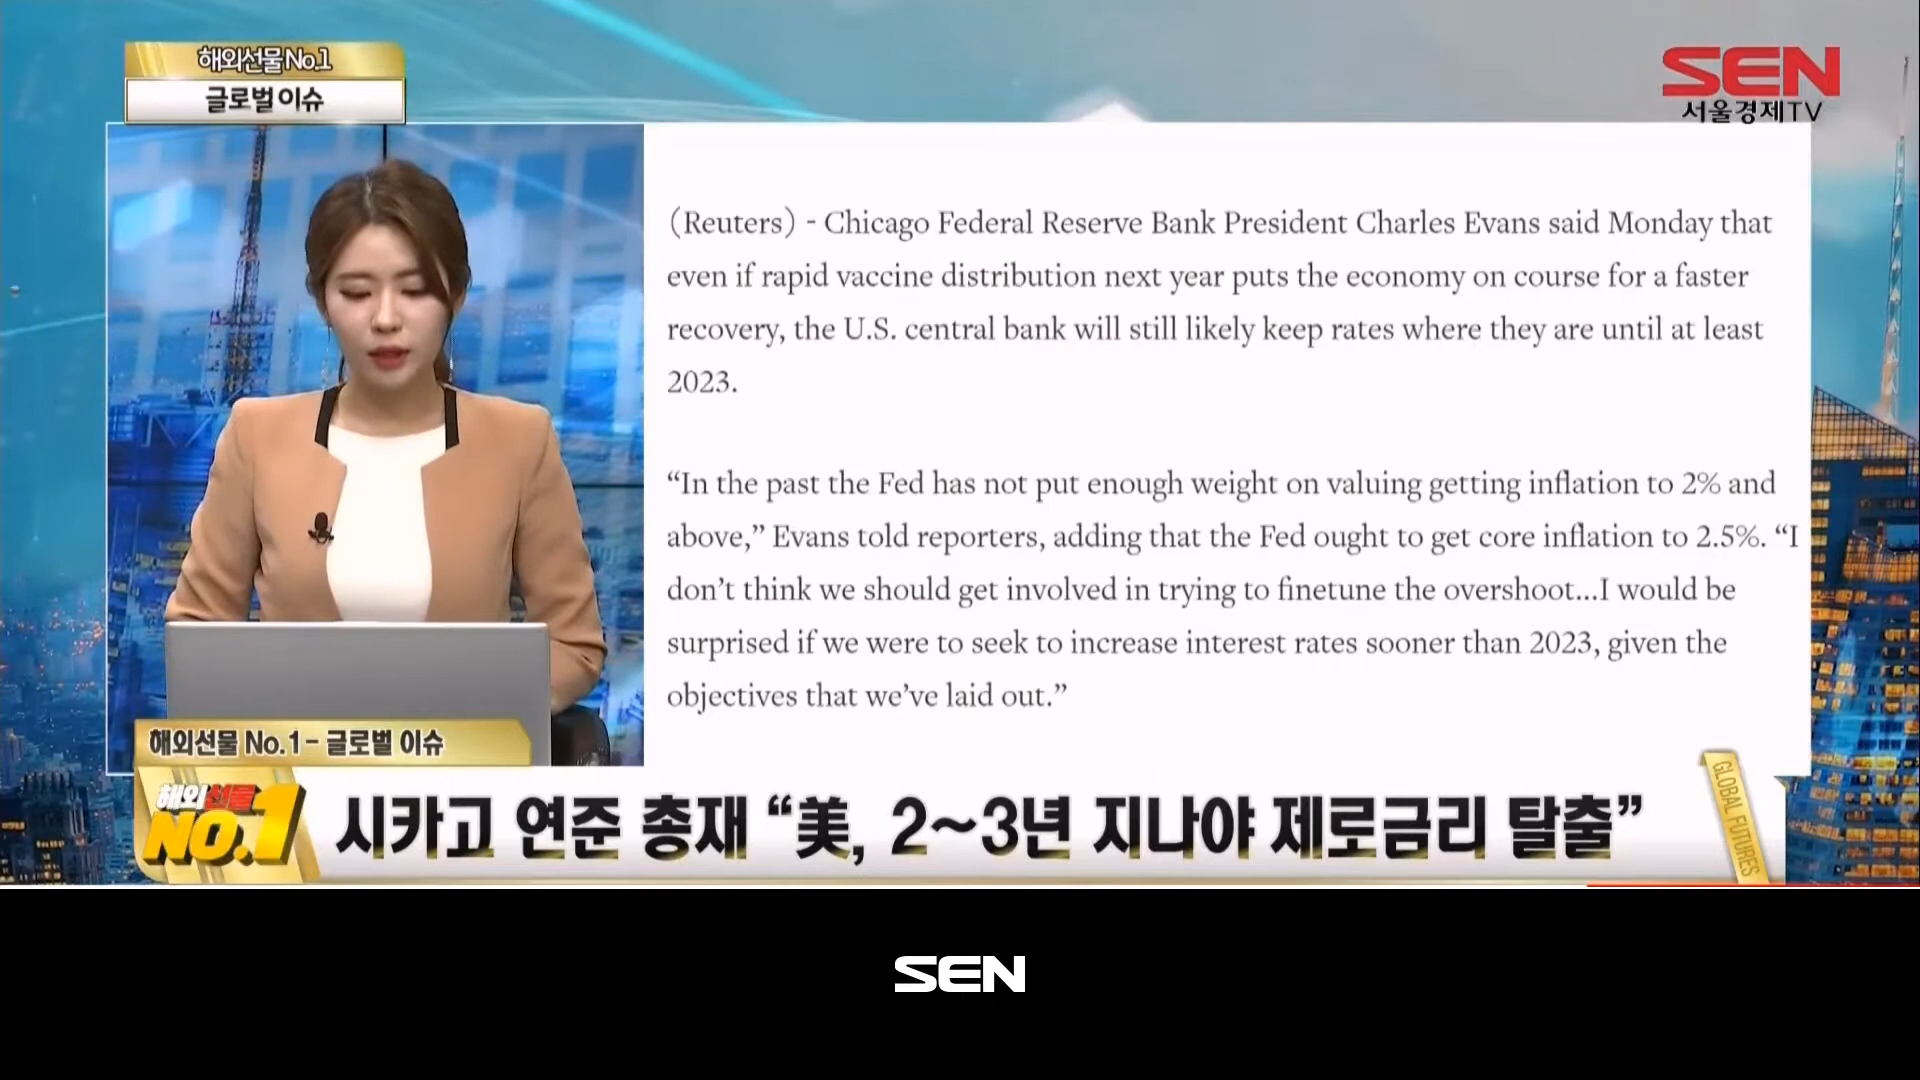 해외선물 No.1
글로벌 이슈
SEN
서울경제TV
(Reuters) - Chicago Federal Reserve Bank President Charles Evans said Monday that
even if rapid vaccine distribution next year puts the economy on course for a faster
recovery, the U.S. central bank will still likely keep rates where they are until at least
2023.
“In the past the Fed has not put enough weight on valuing getting inflation to 2% and
above,” Evans told reporters, adding that the Fed ought to get core inflation to 2.5%. “I
don’t think we should get involved in trying to finetune the overshoot...I would be
surprised if we were to seek to increase interest rates sooner than 2023, given the
objectives that we’ve laid out.”
해외선물 No.1 - 글로벌 이슈
해외선물
NO.1
시카고 연준 총재 “美, 2~3년 지나야 제로금리 탈출”
GLOBAL FUTURES
SEN